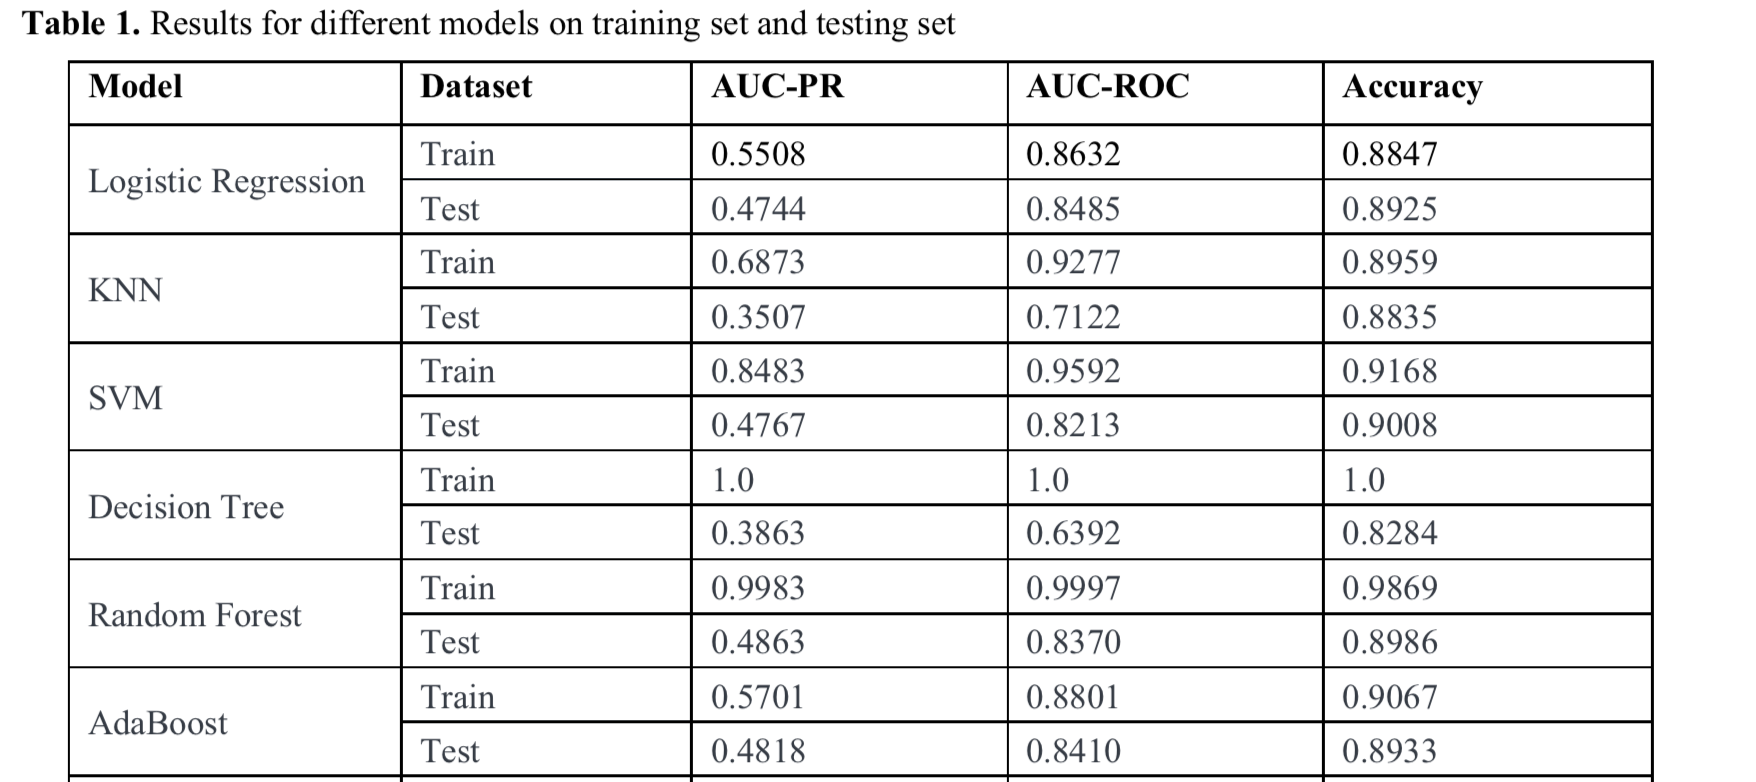 Table 1. Results for different models on training set and testing set
Model Dataset AUC-PR AUC-ROC Accuracy
Logistic Regression
Train 0.5508 0.8632 0.8847
Test 0.4744 0.8485 0.8925
KNN
Train 0.6873 0.9277 0.8959
Test 0.3507 0.7122 0.8835
SVM
Train 0.8483 0.9592 0.9168
Test 0.4767 0.8213 0.9008
Decision Tree
Train 1.0 1.0 1.0
Test 0.3863 0.6392 0.8284
Random Forest
Train 0.9983 0.9997 0.9869
Test 0.4863 0.8370 0.8986
AdaBoost
Train 0.5701 0.8801 0.9067
Test 0.4818 0.8410 0.8933